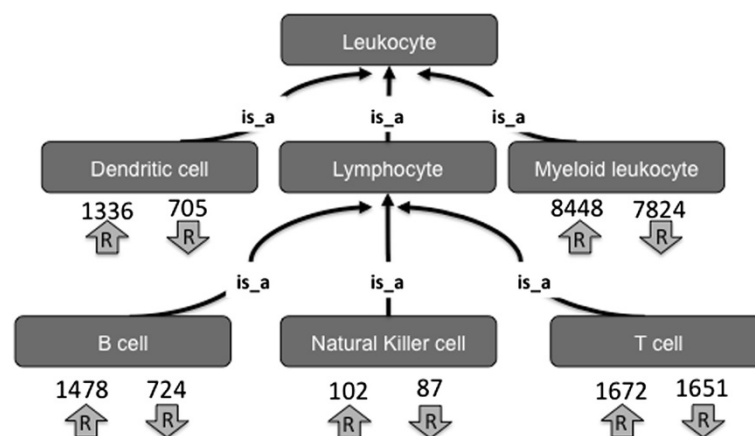 Leukocyte
is_a is_a is_a
Dendritic cell Lymphocyte Myeloid leukocyte
1336 705 8448 7824
R R R R
is_a is_a is_a
B cell Natural Killer cell T cell
1478 724 102 87 1672 1651
R R R R R R